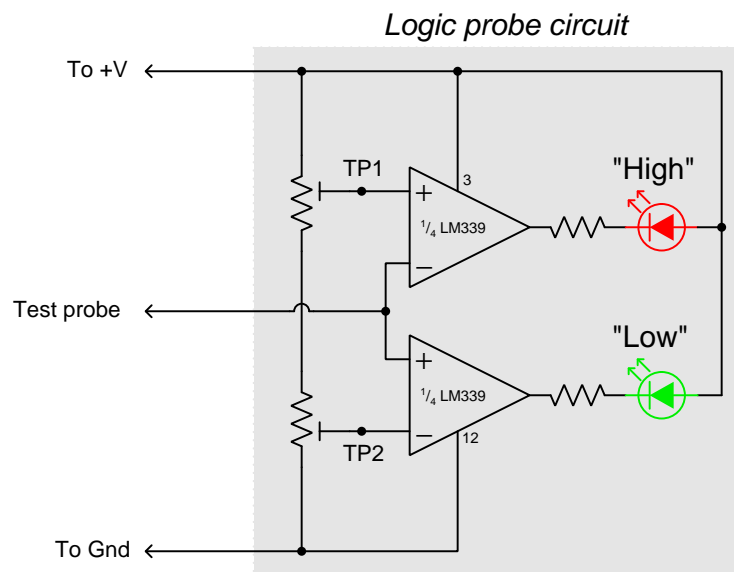 Logic probe circuit
To +V
TP1
+
3
"High"
1/4 LM339
−
Test probe
"Low"
+
1/4 LM339
−
12
TP2
To Gnd